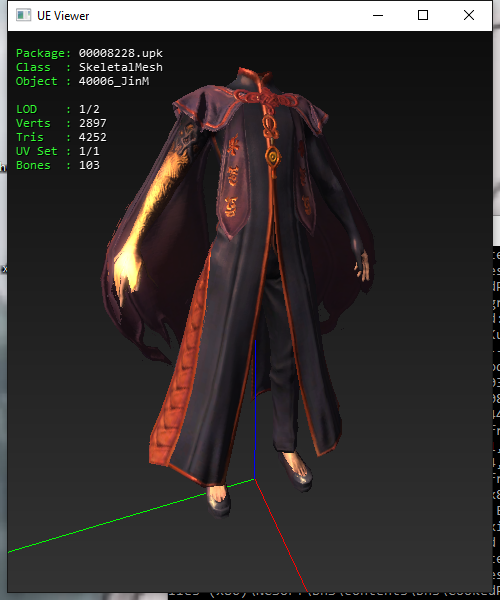 UE Viewer
Package: 00008228.upk
Class : SkeletalMesh
Object : 40006_JinM
LOD : 1/2
Verts : 2897
Tris : 4252
UV Set : 1/1
Bones : 103